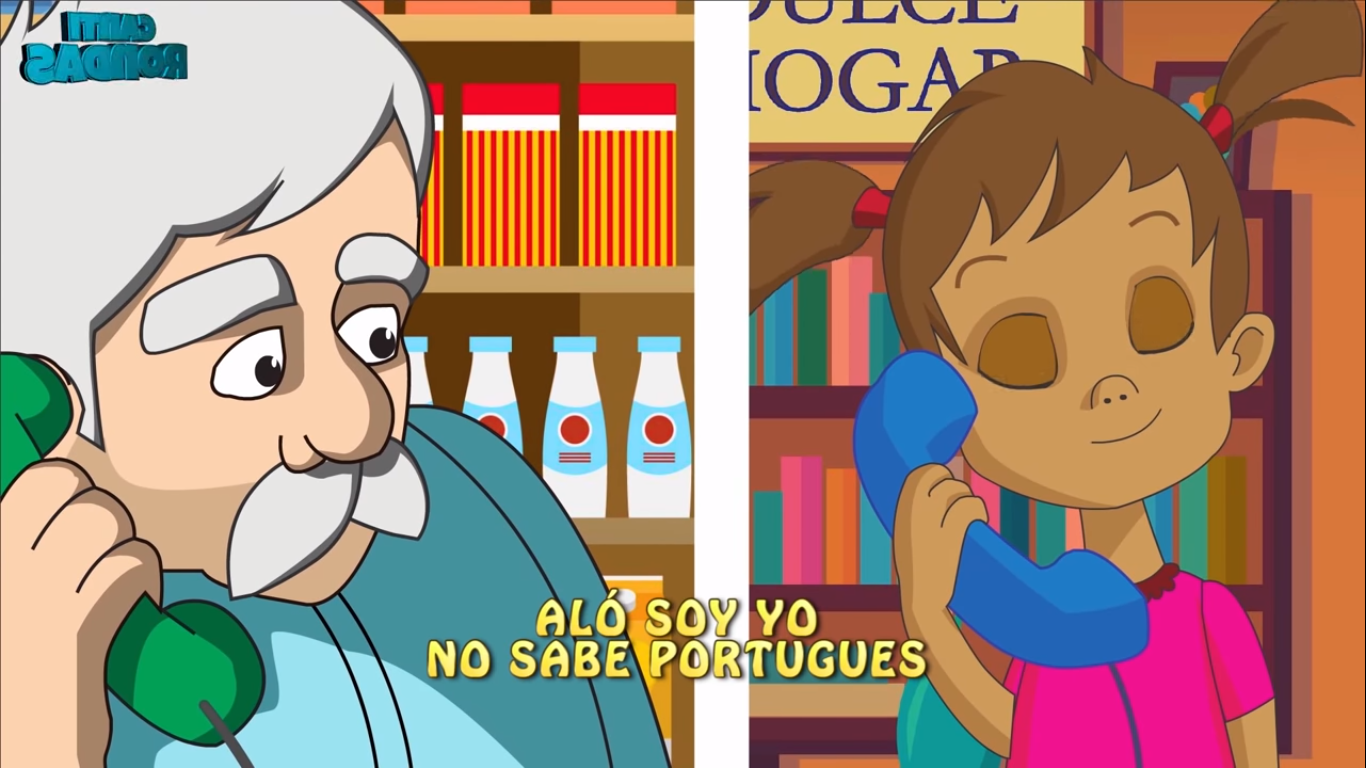 CANTI
RONDAS
DULCE
HOGAR
ALÓ SOY YO
NO SABE PORTUGUES